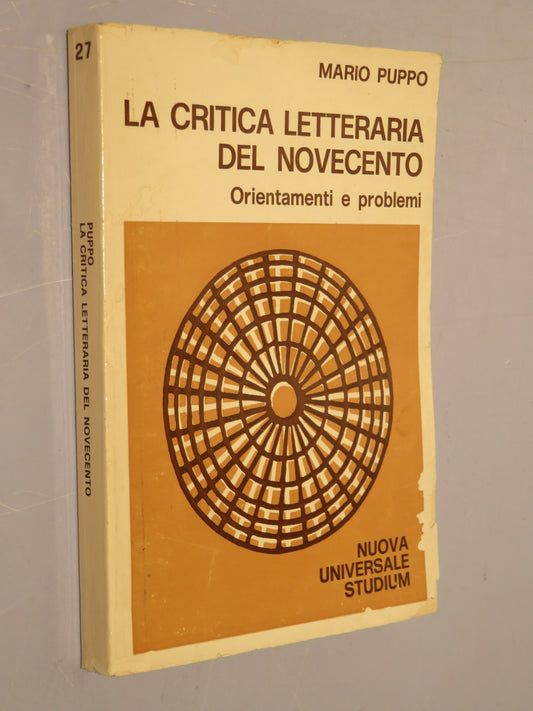 27
PUPPO
LA CRITICA LETTERARIA DEL NOVECENTO
MARIO PUPPO
LA CRITICA LETTERARIA
DEL NOVECENTO
Orientamenti e problemi
NUOVA
UNIVERSALE
STUDIUM